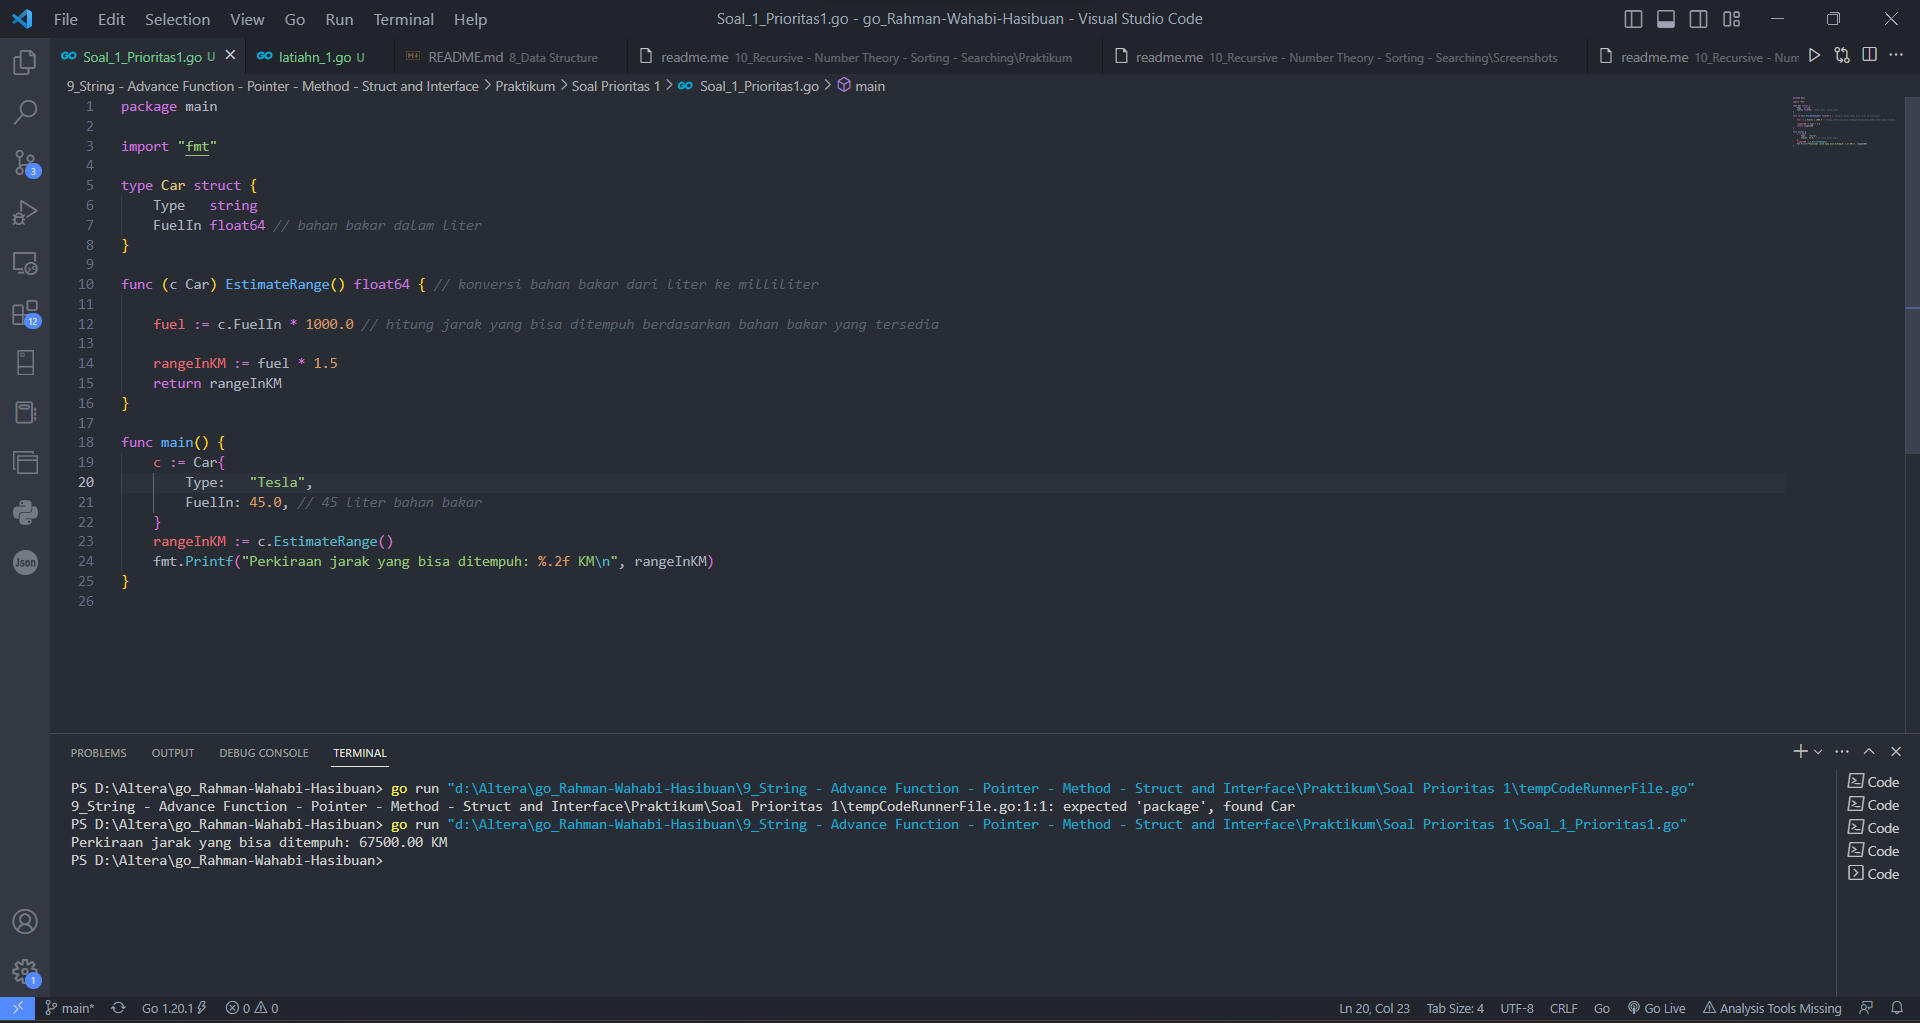 File Edit Selection View Go Run Terminal Help Soal_1_Prioritas1.go - go_Rahman-Wahabi-Hasibuan - Visual Studio Code
Soal_1_Prioritas1.go U latiahn_1.go U README.md 8_Data Structure readme.me 10_Recursive - Number Theory - Sorting - Searching\Praktikum readme.me 10_Recursive - Number Theory - Sorting - Searching\Screenshots readme.me 10_Recursive - Num
9_String - Advance Function - Pointer - Method - Struct and Interface > Praktikum > Soal Prioritas 1 > Soal_1_Prioritas1.go > main
1 package main
2
3 import "fmt"
4
5 type Car struct {
6 Type string
7 FuelIn float64 // bahan bakar dalam liter
8 }
9
10 func (c Car) EstimateRange() float64 { // konversi bahan bakar dari liter ke milliliter
11
12 fuel := c.FuelIn * 1000.0 // hitung jarak yang bisa ditempuh berdasarkan bahan bakar yang tersedia
13
14 rangeInKM := fuel * 1.5
15 return rangeInKM
16 }
17
18 func main() {
19 c := Car{
20 Type: "Tesla",
21 FuelIn: 45.0, // 45 liter bahan bakar
22 }
23 rangeInKM := c.EstimateRange()
24 fmt.Printf("Perkiraan jarak yang bisa ditempuh: %.2f KM\n", rangeInKM)
25 }
26
3
12
Json
1
PROBLEMS OUTPUT DEBUG CONSOLE TERMINAL
PS D:\Altera\go_Rahman-Wahabi-Hasibuan> go run "d:\Altera\go_Rahman-Wahabi-Hasibuan\9_String - Advance Function - Pointer - Method - Struct and Interface\Praktikum\Soal Prioritas 1\tempCodeRunnerFile.go"
9_String - Advance Function - Pointer - Method - Struct and Interface\Praktikum\Soal Prioritas 1\tempCodeRunnerFile.go:1:1: expected 'package', found Car
PS D:\Altera\go_Rahman-Wahabi-Hasibuan> go run "d:\Altera\go_Rahman-Wahabi-Hasibuan\9_String - Advance Function - Pointer - Method - Struct and Interface\Praktikum\Soal Prioritas 1\Soal_1_Prioritas1.go"
Perkiraan jarak yang bisa ditempuh: 67500.00 KM
PS D:\Altera\go_Rahman-Wahabi-Hasibuan>
Code
Code
Code
Code
Code
main* Go 1.20.1 0 0 Ln 20, Col 23 Tab Size: 4 UTF-8 CRLF Go Go Live Analysis Tools Missing